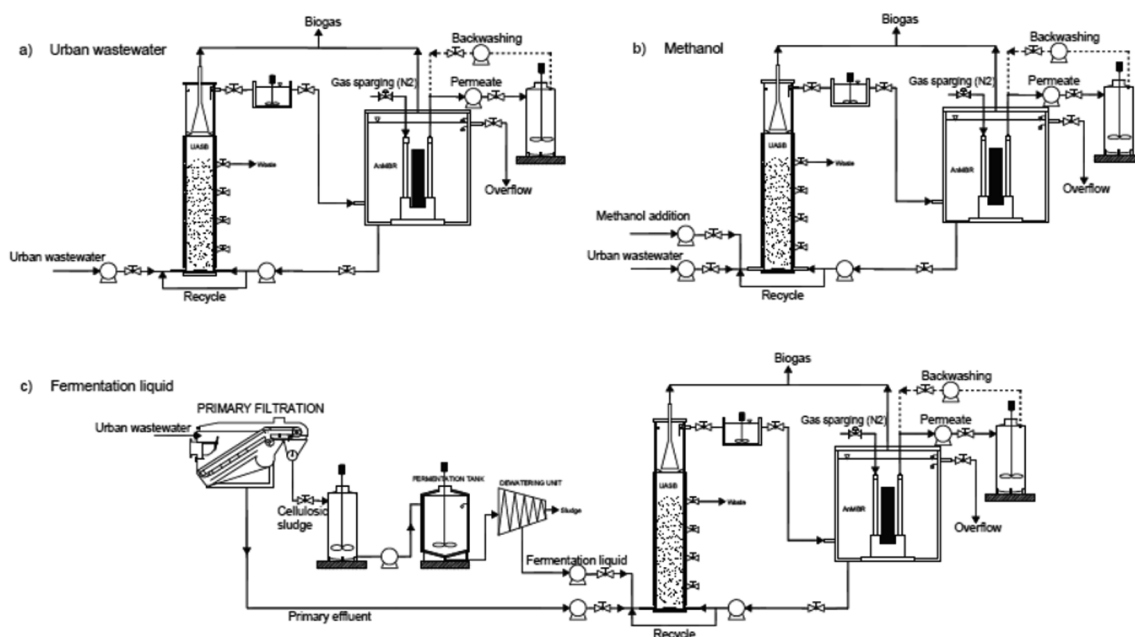 a) Urban wastewater
Biogas
Backwashing
Gas sparging (N2)
Permeate
UASB
Waste
AnMBR
Overflow
Urban wastewater
Recycle
b) Methanol
Biogas
Backwashing
Gas sparging (N2)
Permeate
UASB
Waste
AnMBR
Overflow
Methanol addition
Urban wastewater
Recycle
c) Fermentation liquid
Biogas
Backwashing
PRIMARY FILTRATION
Urban wastewater
Gas sparging (N2)
Permeate
UASB
FERMENTATION TANK
DEWATERING UNIT
Waste
Cellulosic
sludge
Sludge
AnMBR
Overflow
Fermentation liquid
Primary effluent
Recycle